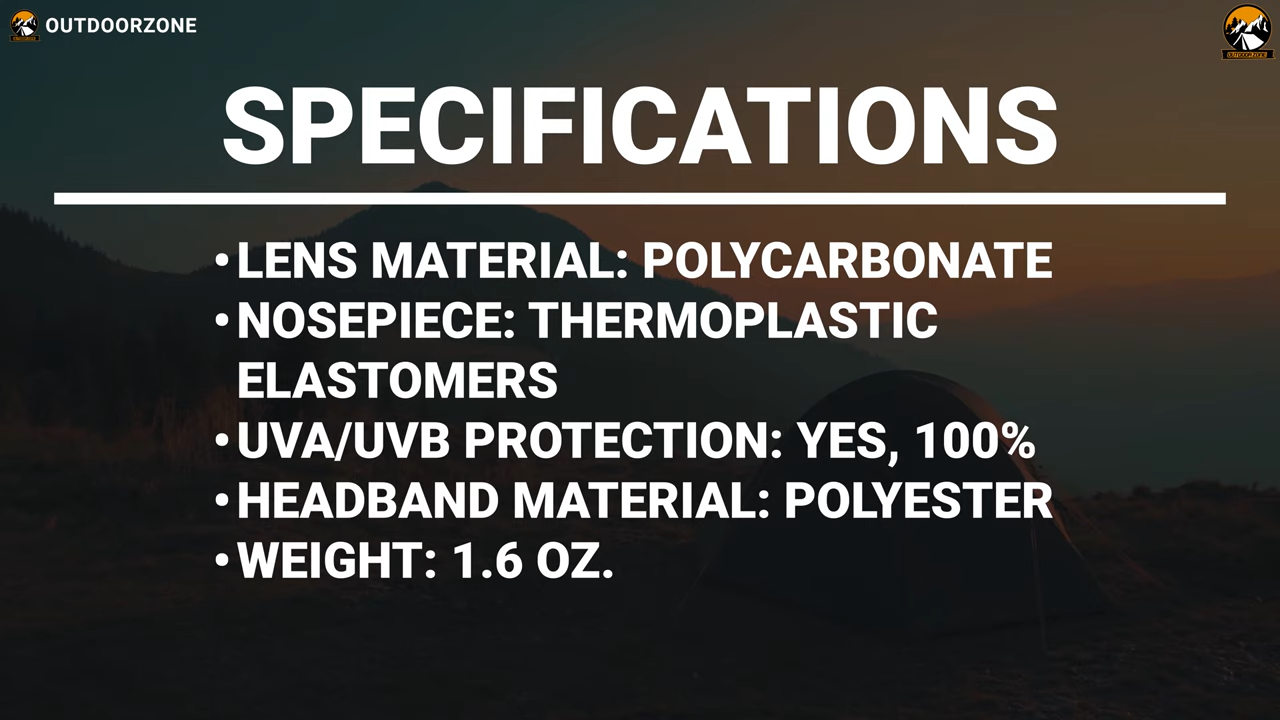 OUTDOORZONE
OUTDOORZONE
SPECIFICATIONS
• LENS MATERIAL: POLYCARBONATE
• NOSEPIECE: THERMOPLASTIC
ELASTOMERS
• UVA/UVB PROTECTION: YES, 100%
• HEADBAND MATERIAL: POLYESTER
• WEIGHT: 1.6 OZ.